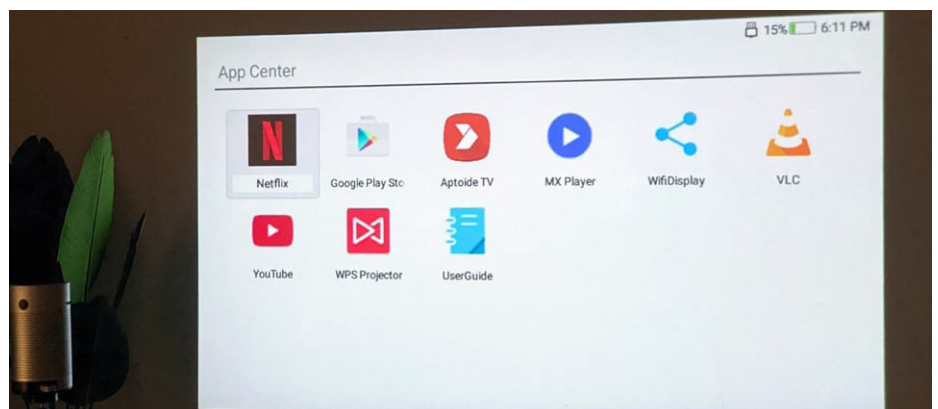 15% 6:11 PM
App Center
N
Netflix Google Play Sto Aptoide TV MX Player WifiDisplay VLC
YouTube WPS Projector UserGuide